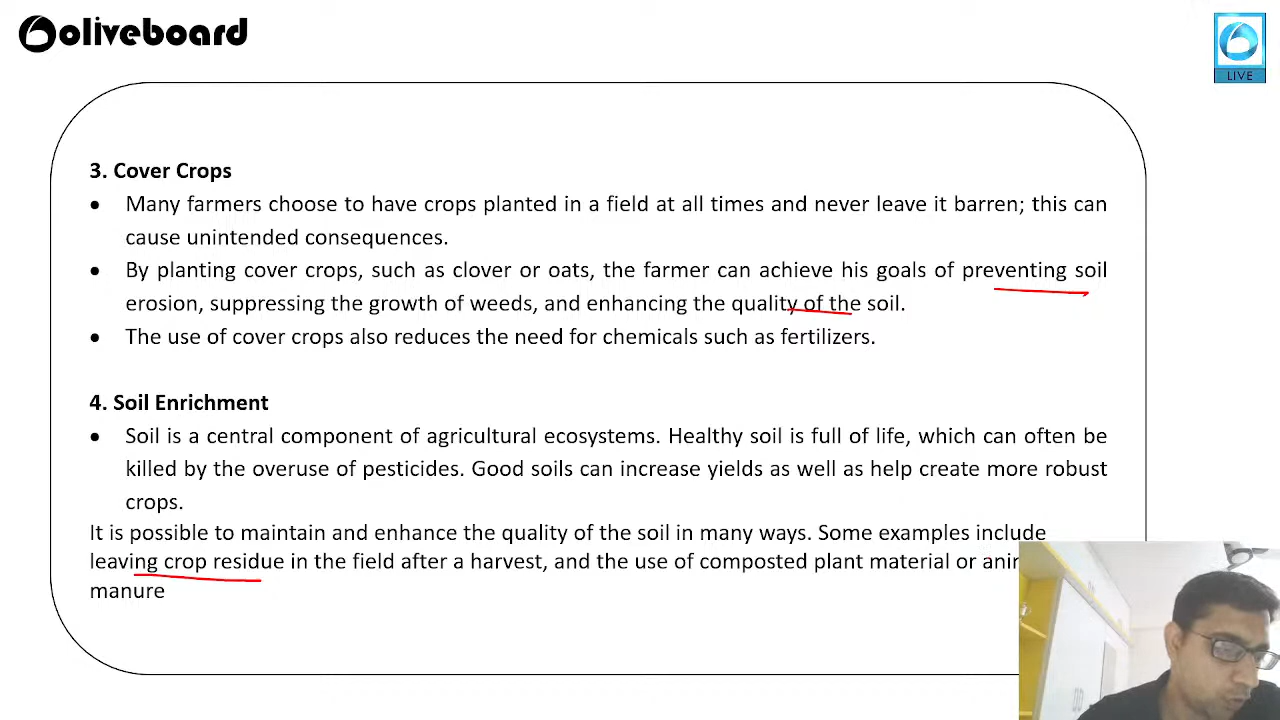 oliveboard
LIVE
3. Cover Crops
• Many farmers choose to have crops planted in a field at all times and never leave it barren; this can
cause unintended consequences.
• By planting cover crops, such as clover or oats, the farmer can achieve his goals of preventing soil
erosion, suppressing the growth of weeds, and enhancing the quality of the soil.
• The use of cover crops also reduces the need for chemicals such as fertilizers.
4. Soil Enrichment
• Soil is a central component of agricultural ecosystems. Healthy soil is full of life, which can often be
killed by the overuse of pesticides. Good soils can increase yields as well as help create more robust
crops.
It is possible to maintain and enhance the quality of the soil in many ways. Some examples include
leaving crop residue in the field after a harvest, and the use of composted plant material or
manure